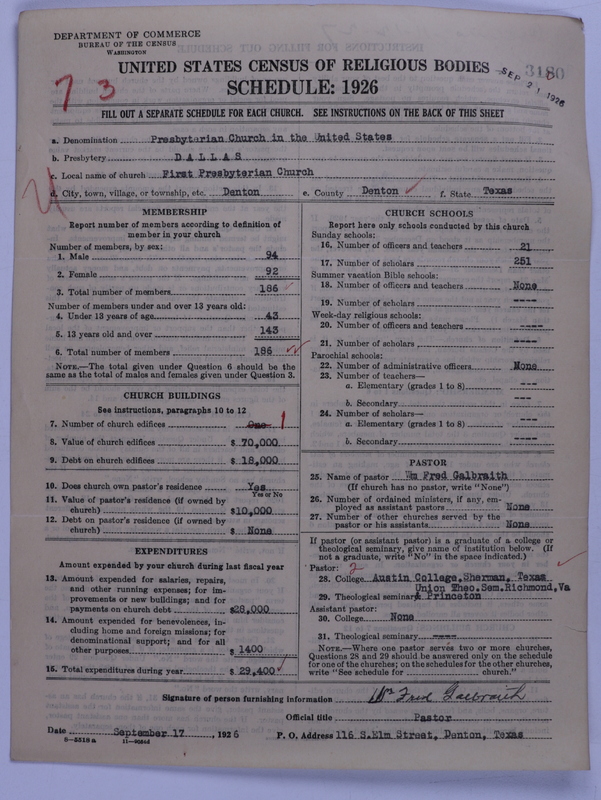 DEPARTMENT OF COMMERCE
BUREAU OF THE CENSUS
WASHINGTON
UNITED STATES CENSUS OF RELIGIOUS BODIES
SCHEDULE: 1926
73
3180
SEP 21 1926
FILL OUT A SEPARATE SCHEDULE FOR EACH CHURCH. SEE INSTRUCTIONS ON THE BACK OF THIS SHEET
a. Denomination Presbyterian Church in the United States
b. Presbytery DALLAS
c. Local name of church First Presbyterian Church
d. City, town, village, or township, etc. Denton e. County Denton f. State Texas
MEMBERSHIP
Report number of members according to definition of
member in your church
Number of members, by sex:
1. Male 94
2. Female 92
3. Total number of members 186
Number of members under and over 13 years old:
4. Under 13 years of age 43
5. 13 years old and over 143
6. Total number of members 186
NOTE.—The total given under Question 6 should be
same as the total of males and females given under Question 3.
CHURCH BUILDINGS
See instructions, paragraphs 10 to 12
7. Number of church edifices One 1
8. Value of church edifices $ 70,000
9. Debt on church edifices $ 18,000
10. Does church own pastor's residence Yes
Yes or No
11. Value of pastor's residence (if owned by
church) $10,000
12. Debt on pastor's residence (if owned by
church) $ None
EXPENDITURES
Amount expended by your church during last fiscal year
13. Amount expended for salaries, repairs,
and other running expenses; for im-
provements or new buildings; and for
payments on church debt $28,000
14. Amount expended for benevolences, in-
cluding home and foreign missions; for
denominational support; and for all
other purposes $ 1400
15. Total expenditures during year $ 29,400
CHURCH SCHOOLS
Report here only schools conducted by this church
Sunday schools:
16. Number of officers and teachers 21
17. Number of scholars 251
Summer vacation Bible schools:
18. Number of officers and teachers None
19. Number of scholars ----
Week-day religious schools:
20. Number of officers and teachers ----
21. Number of scholars ----
Parochial schools:
22. Number of administrative officers None
23. Number of teachers—
a. Elementary (grades 1 to 8) ---
b. Secondary ---
24. Number of scholars—
a. Elementary (grades 1 to 8) ----
b. Secondary ----
PASTOR
25. Name of pastor Wm Fred Galbraith
(If church has no pastor, write "None")
26. Number of ordained ministers, if any, em-
ployed as assistant pastors None
27. Number of other churches served by the
pastor or his assistants None
If pastor (or assistant pastor) is a graduate of a college or
theological seminary, give name of institution below. (If
not a graduate, write "No" in the space indicated.)
Pastor: 2
28. College Austin College, Sherman, Texas
Union Theo. Sem. Richmond, Va
29. Theological seminary & Princeton
Assistant pastor:
30. College None
31. Theological seminary ----
NOTE.—Where one pastor serves two or more churches,
Questions 28 and 29 should be answered only on the schedule
for one of the churches; on the schedules for the other churches,
write "See schedule for church."
Signature of person furnishing information Wm Fred Galbraith
Official title Pastor
Date September 17, 1926 P. O. Address 116 S. Elm Street, Denton, Texas